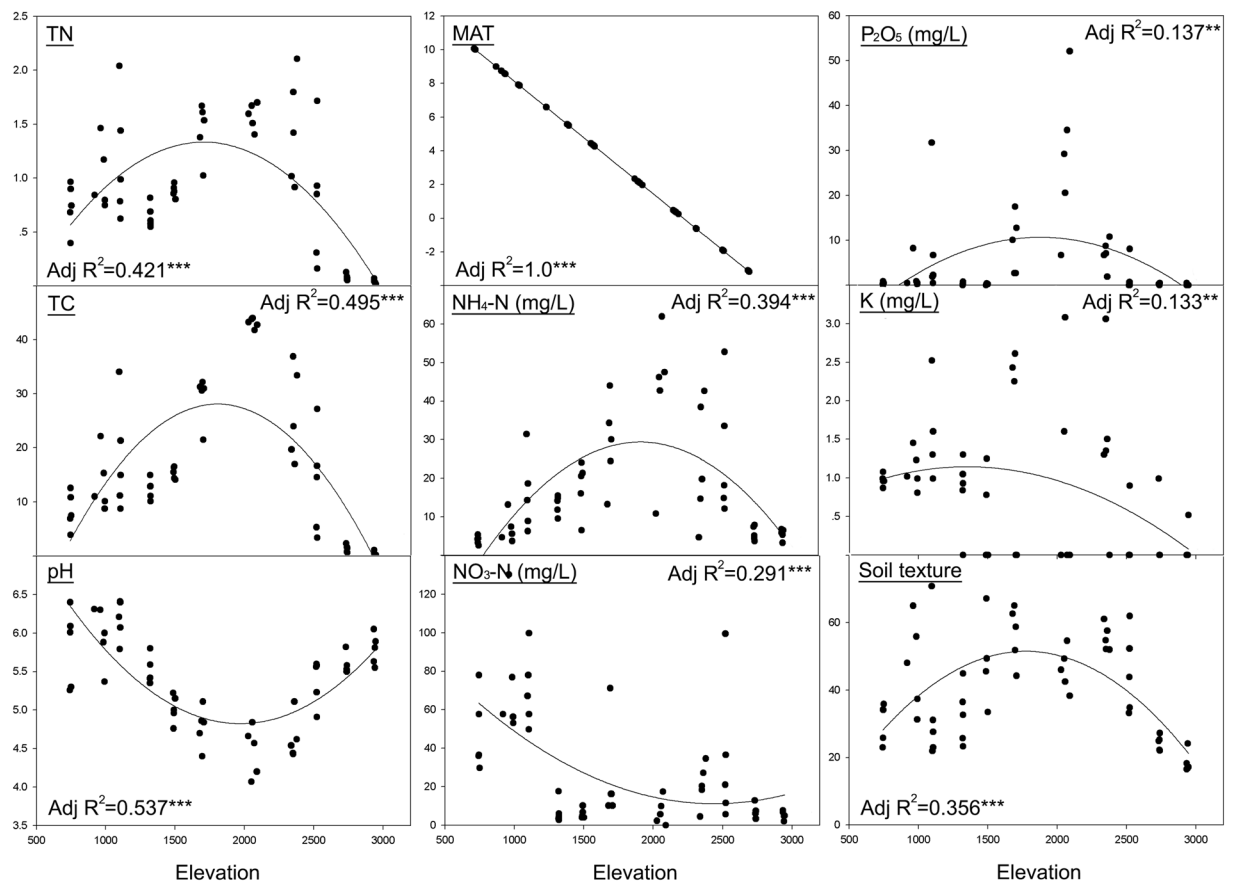 2.5
2.0
1.5
1.0
.5
TN
Adj R²=0.421***
12
10
8
6
4
2
0
-2
MAT
Adj R²=1.0***
60
50
40
30
20
10
P₂O₅ (mg/L)
Adj R²=0.137**
40
30
20
10
TC
Adj R²=0.495***
60
50
40
30
20
10
NH₄-N (mg/L)
Adj R²=0.394***
3.0
2.5
2.0
1.5
1.0
.5
K (mg/L)
Adj R²=0.133**
6.5
6.0
5.5
5.0
4.5
4.0
3.5
pH
Adj R²=0.537***
500 1000 1500 2000 2500 3000
Elevation
120
100
80
60
40
20
0
NO₃-N (mg/L)
Adj R²=0.291***
500 1000 1500 2000 2500 3000
Elevation
60
40
20
0
Soil texture
Adj R²=0.356***
500 1000 1500 2000 2500 3000
Elevation